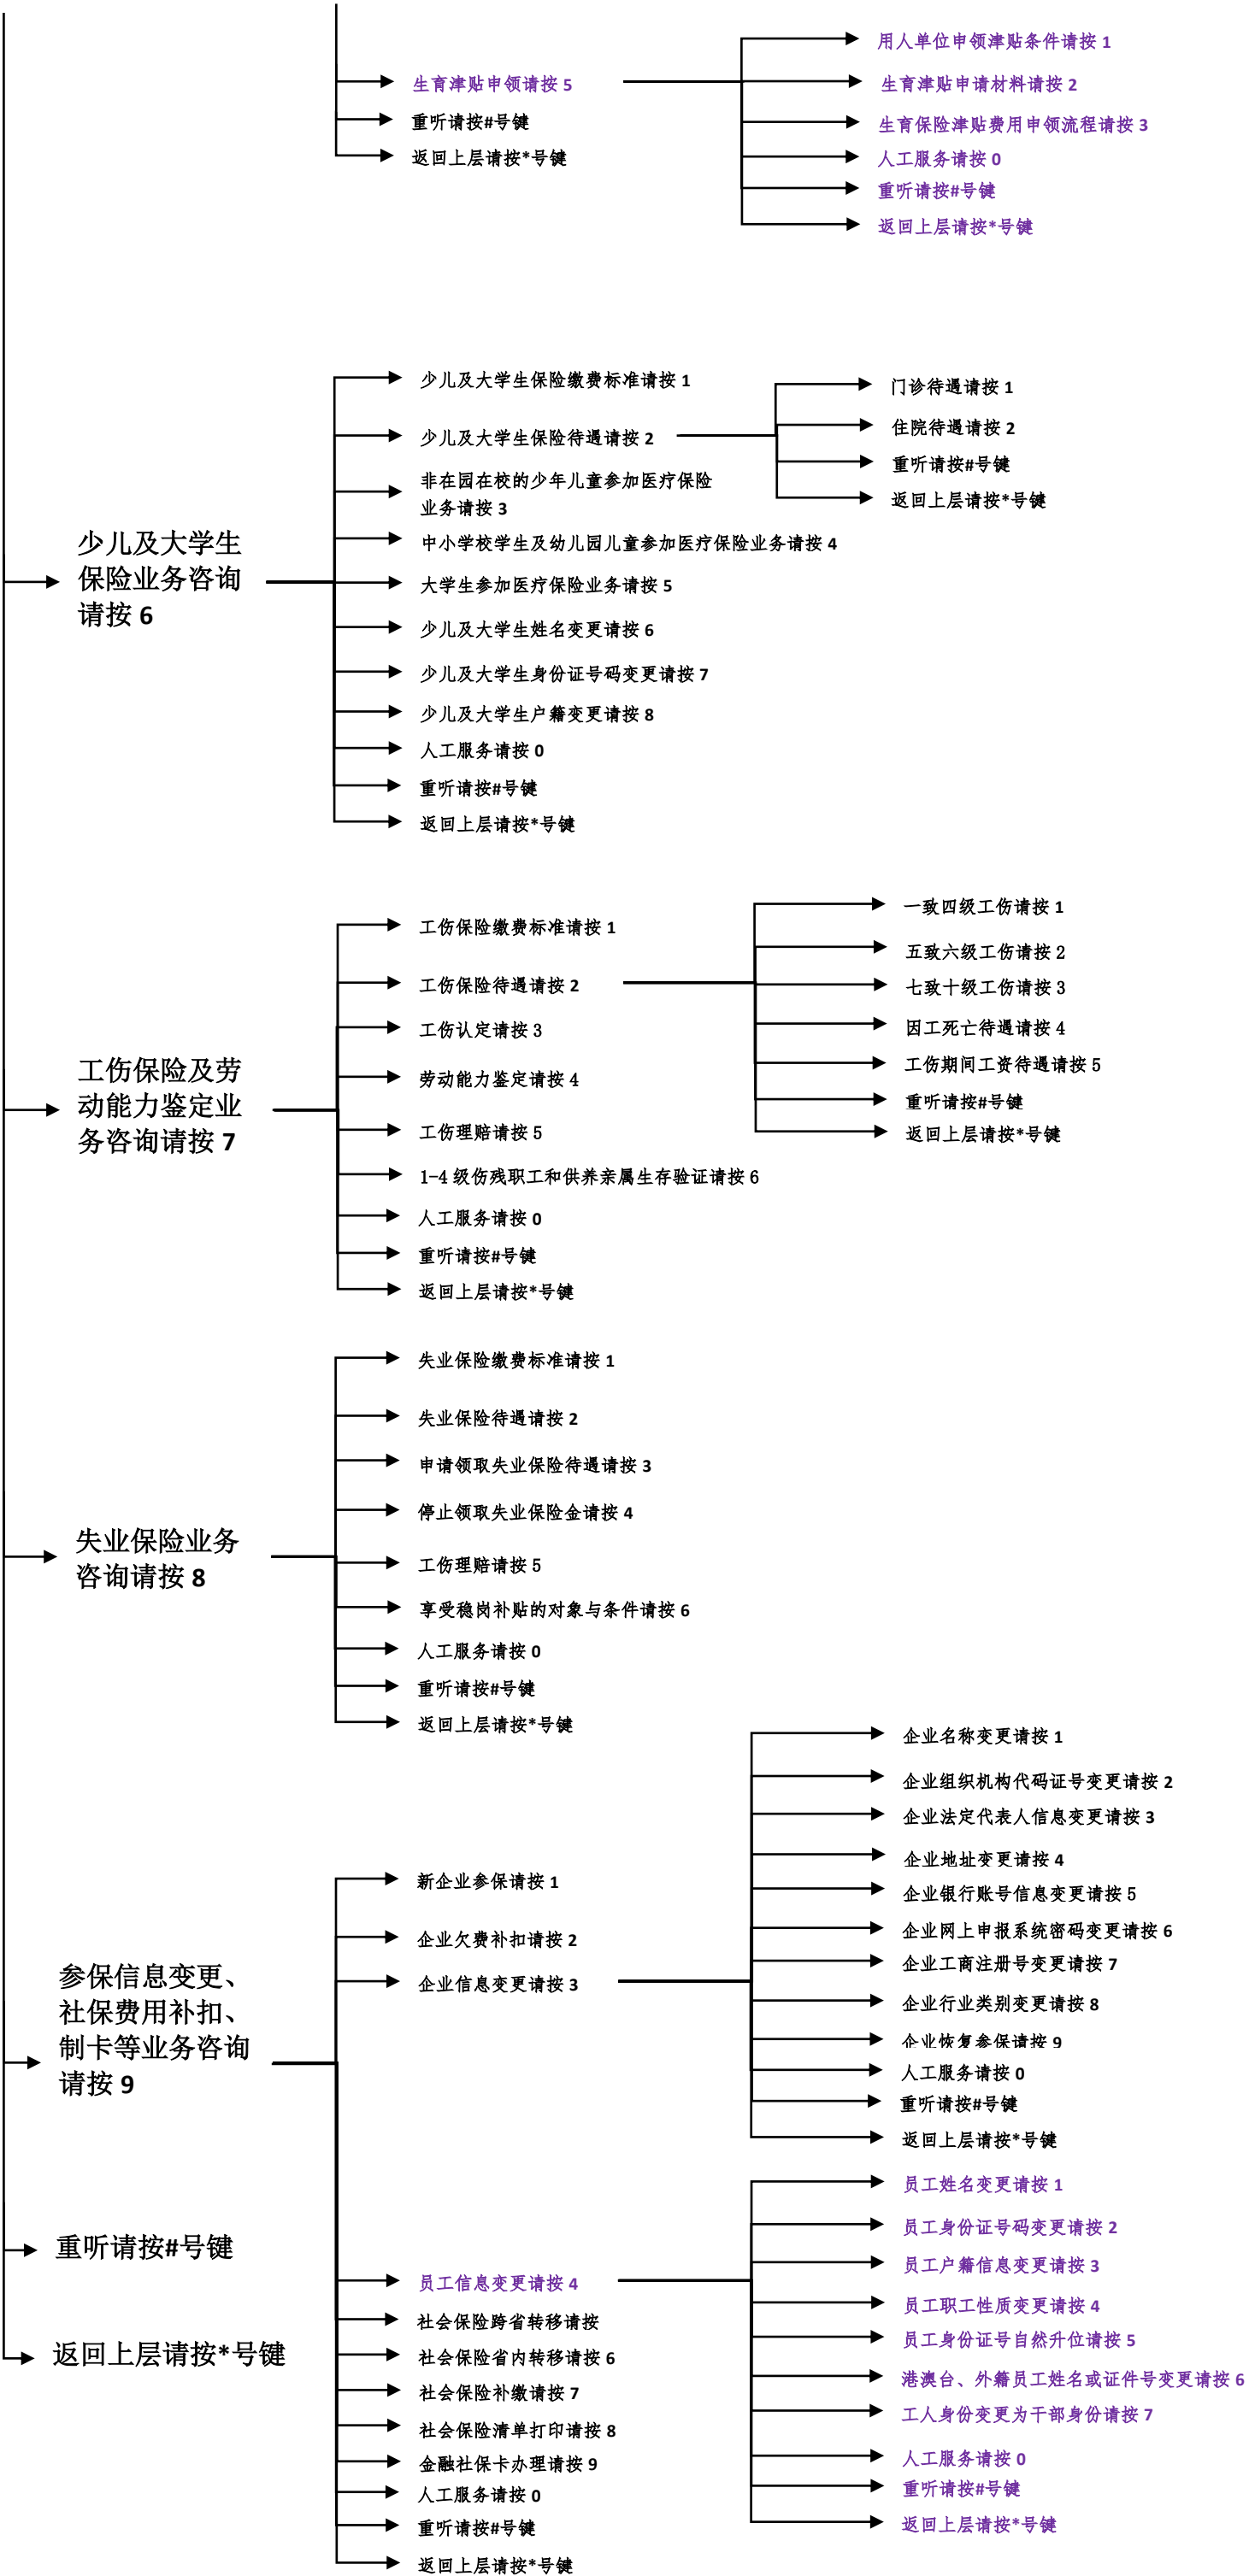 生育津贴申领请按 5
重听请按#号键
返回上层请按*号键
用人单位申领津贴条件请按 1
生育津贴申请材料请按 2
生育保险津贴费用申领流程请按 3
人工服务请按 0
重听请按#号键
返回上层请按*号键
少儿及大学生
保险业务咨询
请按 6
少儿及大学生保险缴费标准请按 1
少儿及大学生保险待遇请按 2
非在园在校的少年儿童参加医疗保险
业务请按 3
中小学校学生及幼儿园儿童参加医疗保险业务请按 4
大学生参加医疗保险业务请按 5
少儿及大学生姓名变更请按 6
少儿及大学生身份证号码变更请按 7
少儿及大学生户籍变更请按 8
人工服务请按 0
重听请按#号键
返回上层请按*号键
门诊待遇请按 1
住院待遇请按 2
重听请按#号键
返回上层请按*号键
工伤保险及劳
动能力鉴定业
务咨询请按 7
工伤保险缴费标准请按 1
工伤保险待遇请按 2
工伤认定请按 3
劳动能力鉴定请按 4
工伤理赔请按 5
1-4 级伤残职工和供养亲属生存验证请按 6
人工服务请按 0
重听请按#号键
返回上层请按*号键
一致四级工伤请按 1
五致六级工伤请按 2
七致十级工伤请按 3
因工死亡待遇请按 4
工伤期间工资待遇请按 5
重听请按#号键
返回上层请按*号键
失业保险业务
咨询请按 8
失业保险缴费标准请按 1
失业保险待遇请按 2
申请领取失业保险待遇请按 3
停止领取失业保险金请按 4
工伤理赔请按 5
享受稳岗补贴的对象与条件请按 6
人工服务请按 0
重听请按#号键
返回上层请按*号键
参保信息变更、
社保费用补扣、
制卡等业务咨询
请按 9
新企业参保请按 1
企业欠费补扣请按 2
企业信息变更请按 3
企业名称变更请按 1
企业组织机构代码证号变更请按 2
企业法定代表人信息变更请按 3
企业地址变更请按 4
企业银行账号信息变更请按 5
企业网上申报系统密码变更请按 6
企业工商注册号变更请按 7
企业行业类别变更请按 8
企业恢复参保请按 9
人工服务请按 0
重听请按#号键
返回上层请按*号键
员工信息变更请按 4
社会保险跨省转移请按
社会保险省内转移请按 6
社会保险补缴请按 7
社会保险清单打印请按 8
金融社保卡办理请按 9
人工服务请按 0
重听请按#号键
返回上层请按*号键
员工姓名变更请按 1
员工身份证号码变更请按 2
员工户籍信息变更请按 3
员工职工性质变更请按 4
员工身份证号自然升位请按 5
港澳台、外籍员工姓名或证件号变更请按 6
工人身份变更为干部身份请按 7
人工服务请按 0
重听请按#号键
返回上层请按*号键
重听请按#号键
返回上层请按*号键